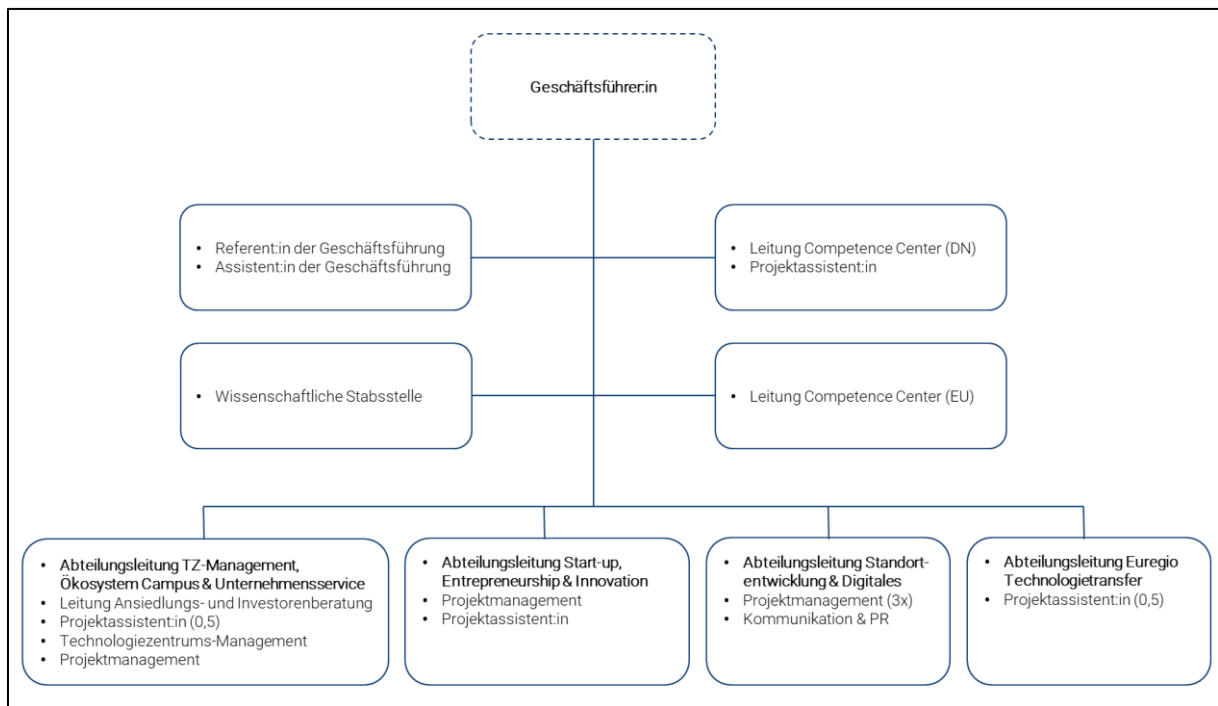 Geschäftsführer:in
• Referent:in der Geschäftsführung
• Assistent:in der Geschäftsführung
• Leitung Competence Center (DN)
• Projektassistent:in
• Wissenschaftliche Stabsstelle
• Leitung Competence Center (EU)
• Abteilungsleitung TZ-Management,
Ökosystem Campus & Unternehmensservice
• Leitung Ansiedlungs- und Investorenberatung
• Projektassistent:in (0,5)
• Technologiezentrums-Management
• Projektmanagement
• Abteilungsleitung Start-up,
Entrepreneurship & Innovation
• Projektmanagement
• Projektassistent:in
• Abteilungsleitung Standort-
entwicklung & Digitales
• Projektmanagement (3x)
• Kommunikation & PR
• Abteilungsleitung Euregio
Technologietransfer
• Projektassistent:in (0,5)